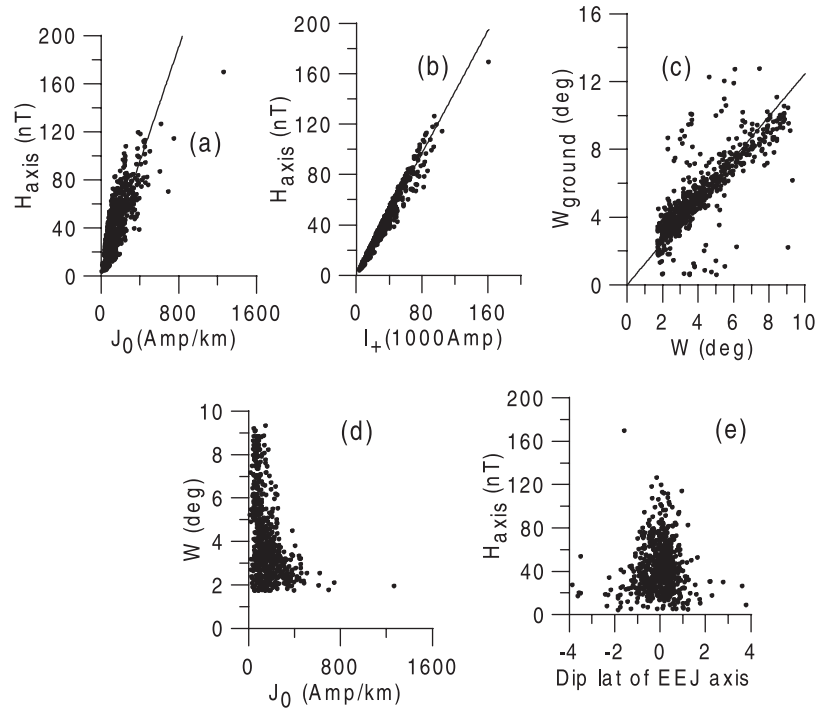 200
160
120
80
40
0
H axis (nT)
(a)
0 800 1600
J0(Amp/km)
200
160
120
80
40
0
H axis (nT)
(b)
0 80 160
I+(1000Amp)
16
12
8
4
0
W ground (deg)
(c)
0 2 4 6 8 10
W (deg)
10
8
6
4
2
0
W (deg)
(d)
0 800 1600
J0 (Amp/km)
200
160
120
80
40
0
H axis (nT)
(e)
-4 -2 0 2 4
Dip lat of EEJ axis